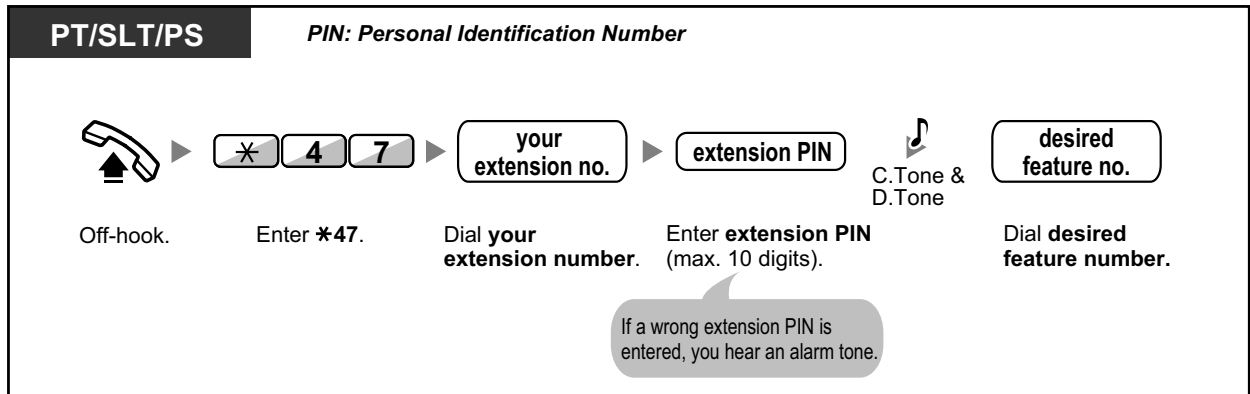 PT/SLT/PS
PIN: Personal Identification Number
✳ 4 7
your
extension no.
extension PIN
C.Tone &
D.Tone
desired
feature no.
Off-hook.
Enter ✳47.
Dial your
extension number.
Enter extension PIN
(max. 10 digits).
Dial desired
feature number.
If a wrong extension PIN is
entered, you hear an alarm tone.